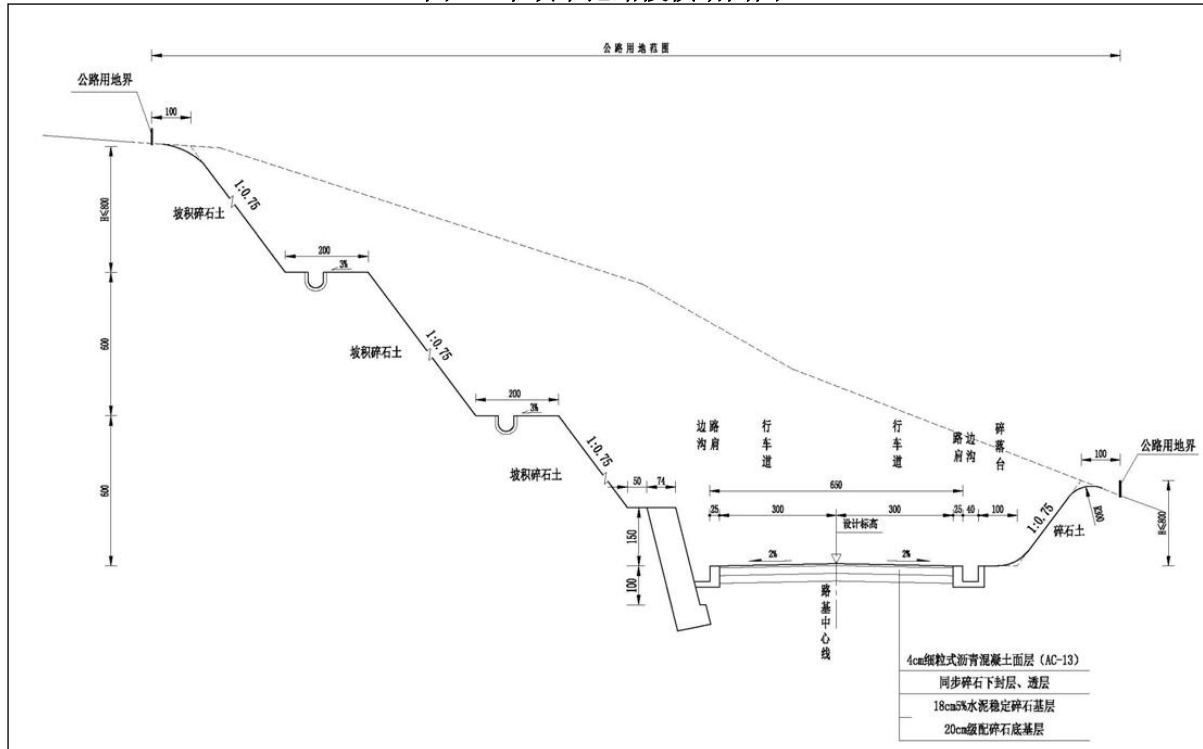 公路用地范围
公路用地界
100
H≤800
1:0.75
坡积碎石土
200
3%
600
1:0.75
坡积碎石土
200
3%
600
1:0.75
坡积碎石土
50
74
150
100
边沟
路肩
行车道
行车道
路肩
边沟
碎落台
650
25
300
300
25
40
100
设计标高
2%
2%
路基中心线
100
公路用地界
1:0.75
碎石土
R300
H≤800
4cm细粒式沥青混凝土面层（AC-13）
同步碎石下封层、透层
18cm5%水泥稳定碎石基层
20cm级配碎石底基层